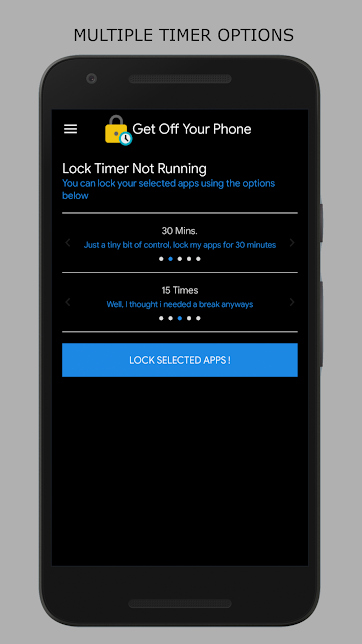 MULTIPLE TIMER OPTIONS
Get Off Your Phone
Lock Timer Not Running
You can lock your selected apps using the options
below
30 Mins.
Just a tiny bit of control, lock my apps for 30 minutes
15 Times
Well, I thought i needed a break anyways
LOCK SELECTED APPS !